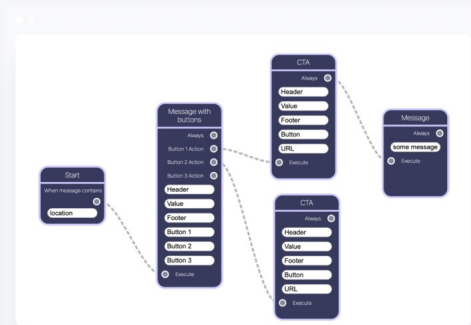 Start
When message contains
location
Message with
buttons
Always
Button 1 Action
Button 2 Action
Button 3 Action
Header
Value
Footer
Button 1
Button 2
Button 3
Execute
CTA
Always
Header
Value
Footer
Button
URL
Execute
CTA
Always
Header
Value
Footer
Button
URL
Execute
Message
Always
some message
Execute